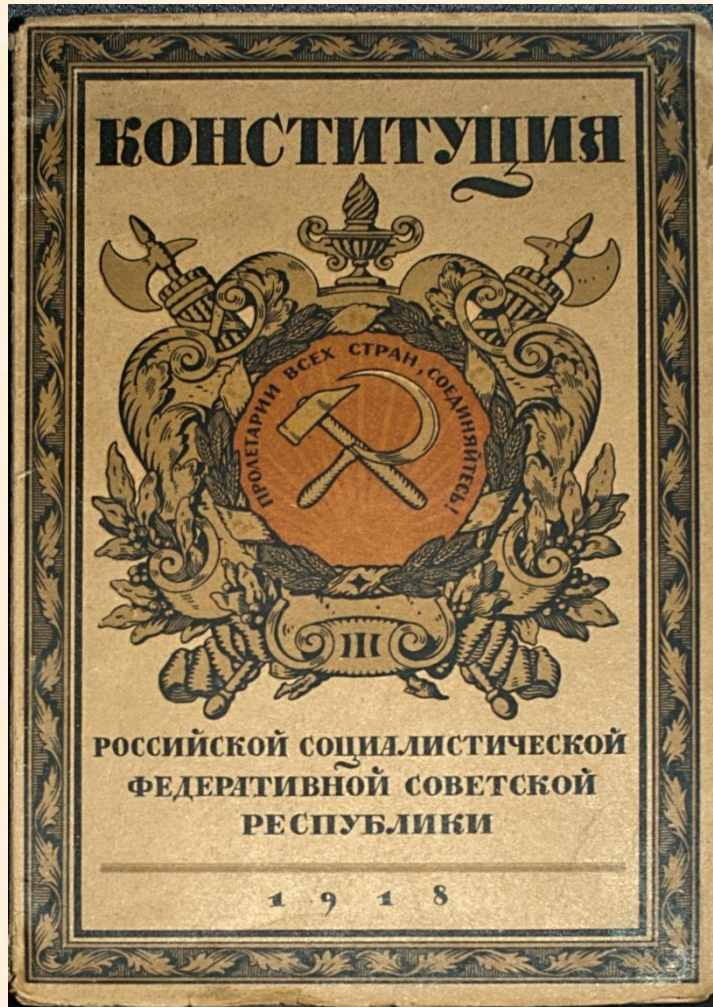 КОНСТИТУЦИЯ
ПРОЛЕТАРИИ ВСЕХ СТРАН, СОЕДИНЯЙТЕСЬ!
III
РОССИЙСКОЙ СОЦИАЛИСТИЧЕСКОЙ
ФЕДЕРАТИВНОЙ СОВЕТСКОЙ
РЕСПУБЛИКИ
1918